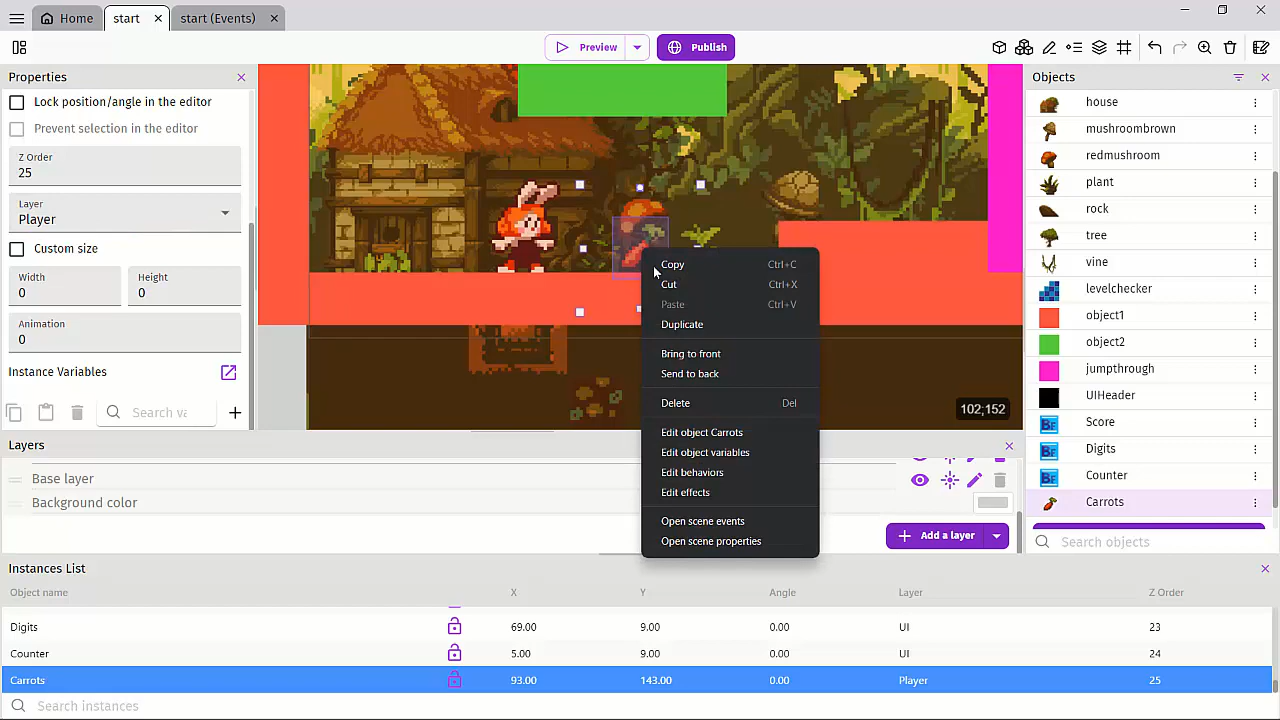 Home
start
start (Events)
Preview
Publish
Properties
Lock position/angle in the editor
Prevent selection in the editor
Z Order
25
Layer
Player
Custom size
Width
0
Height
0
Animation
0
Instance Variables
Search va
102;152
Copy Ctrl+C
Cut Ctrl+X
Paste Ctrl+V
Duplicate
Bring to front
Send to back
Delete Del
Edit object Carrots
Edit object variables
Edit behaviors
Edit effects
Open scene events
Open scene properties
Objects
house
mushroombrown
redmushroom
plant
rock
tree
vine
levelchecker
object1
object2
jumpthrough
UIheader
BF Score
BF Digits
BF Counter
Carrots
Search objects
Layers
Base layer
Background color
Add a layer
Instances List
Object name X Y Angle Layer Z Order
Digits 69.00 9.00 0.00 UI 23
Counter 5.00 9.00 0.00 UI 24
Carrots 93.00 143.00 0.00 Player 25
Search instances